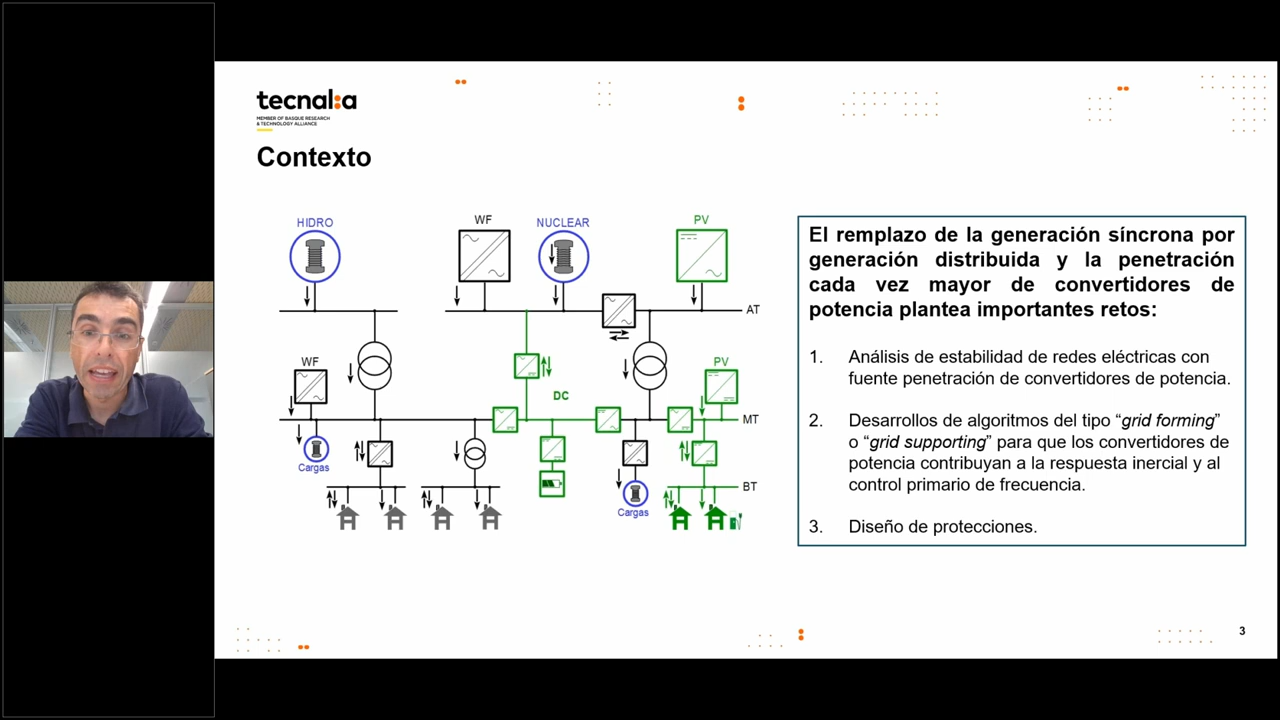 tecnal:a
MEMBER OF BASQUE RESEARCH
& TECHNOLOGY ALLIANCE
Contexto
HIDRO
WF
NUCLEAR
PV
AT
WF
DC
PV
MT
Cargas
BT
Cargas
EV
El remplazo de la generación síncrona por
generación distribuida y la penetración
cada vez mayor de convertidores de
potencia plantea importantes retos:
1. Análisis de estabilidad de redes eléctricas con
fuente penetración de convertidores de potencia.
2. Desarrollos de algoritmos del tipo “grid forming”
o “grid supporting” para que los convertidores de
potencia contribuyan a la respuesta inercial y al
control primario de frecuencia.
3. Diseño de protecciones.
3